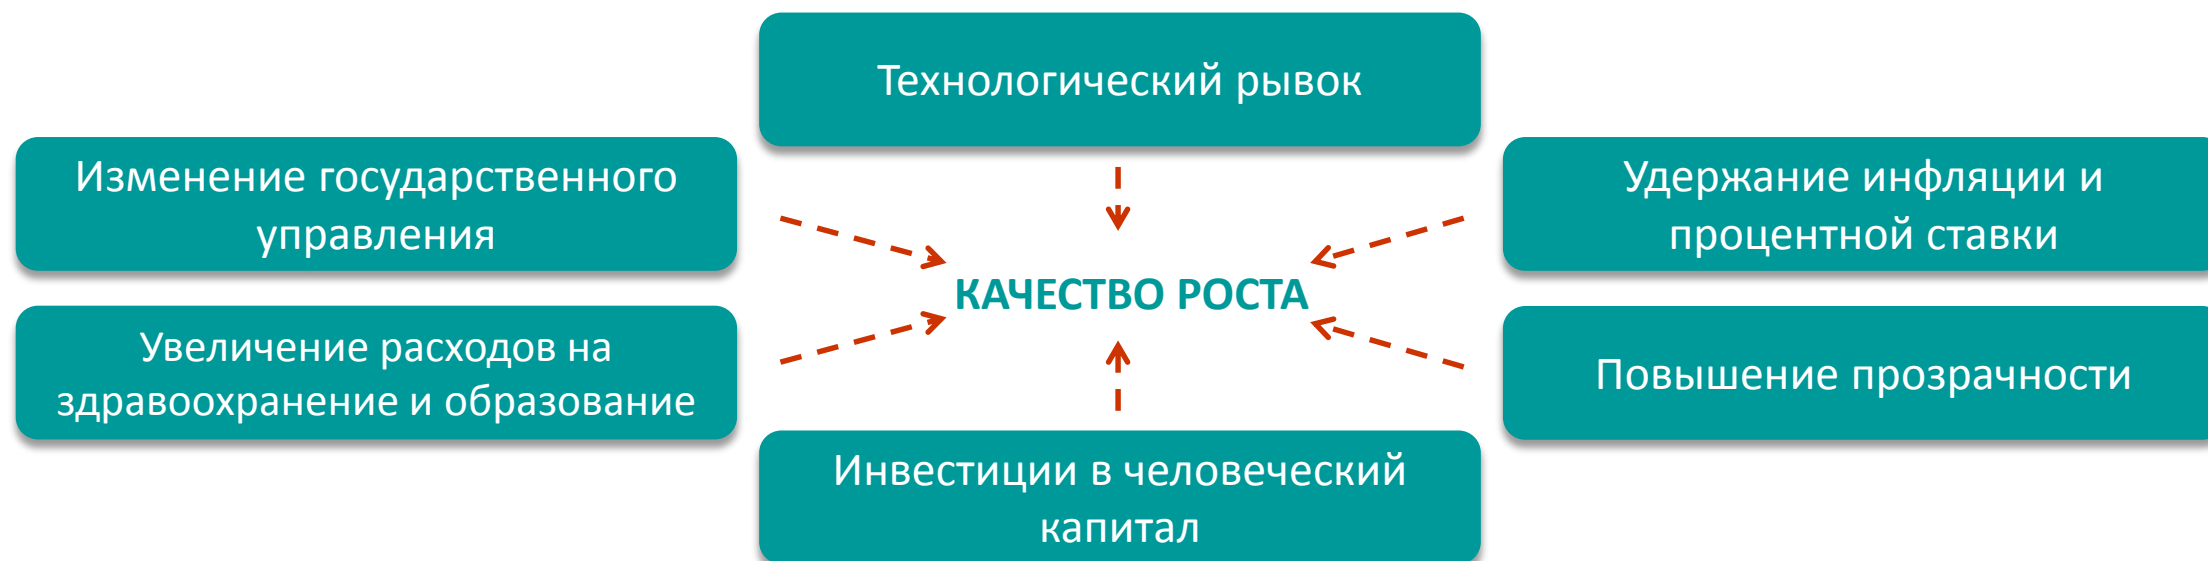 Технологический рывок
Изменение государственного
управления
Удержание инфляции и
процентной ставки
КАЧЕСТВО РОСТА
Увеличение расходов на
здравоохранение и образование
Повышение прозрачности
Инвестиции в человеческий
капитал